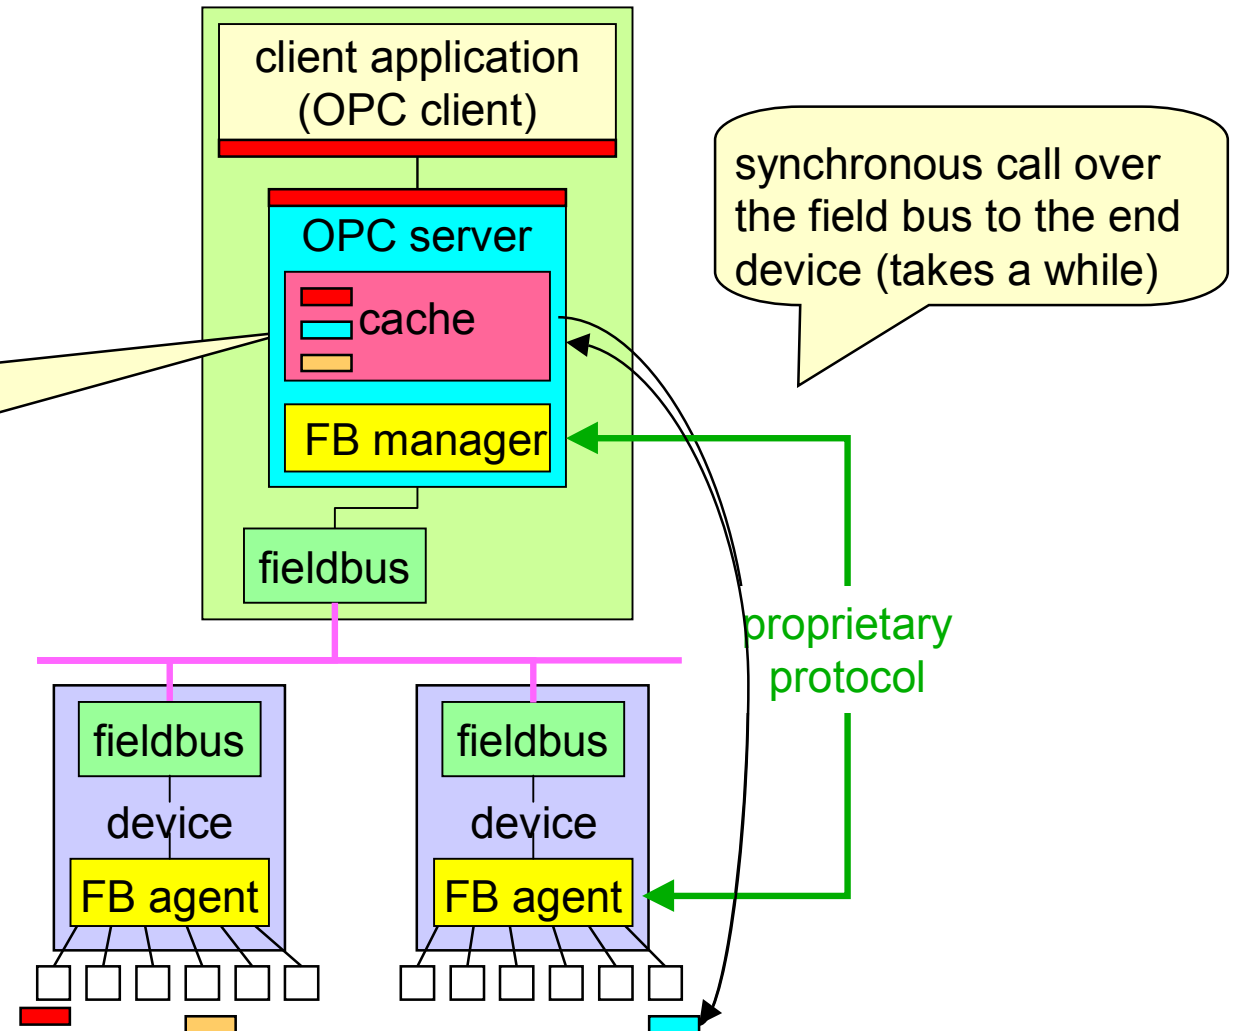 client application
(OPC client)
synchronous call over
the field bus to the end
device (takes a while)
OPC server
cache
FB manager
fieldbus
proprietary
protocol
fieldbus
fieldbus
device
device
FB agent
FB agent